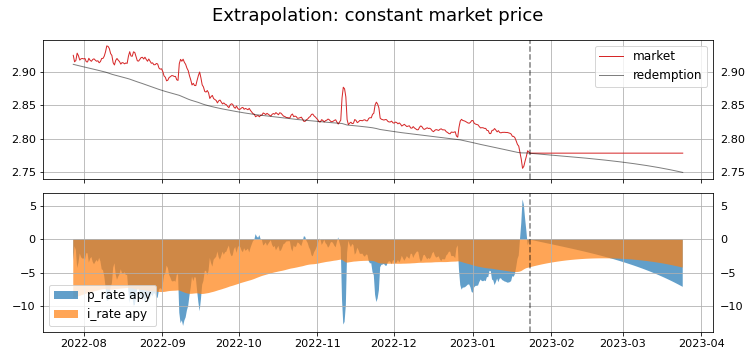 Extrapolation: constant market price
market
redemption
2.90 2.90
2.85 2.85
2.80 2.80
2.75 2.75
5 5
0 0
−5 −5
−10 −10
p_rate apy
i_rate apy
2022-08 2022-09 2022-10 2022-11 2022-12 2023-01 2023-02 2023-03 2023-04